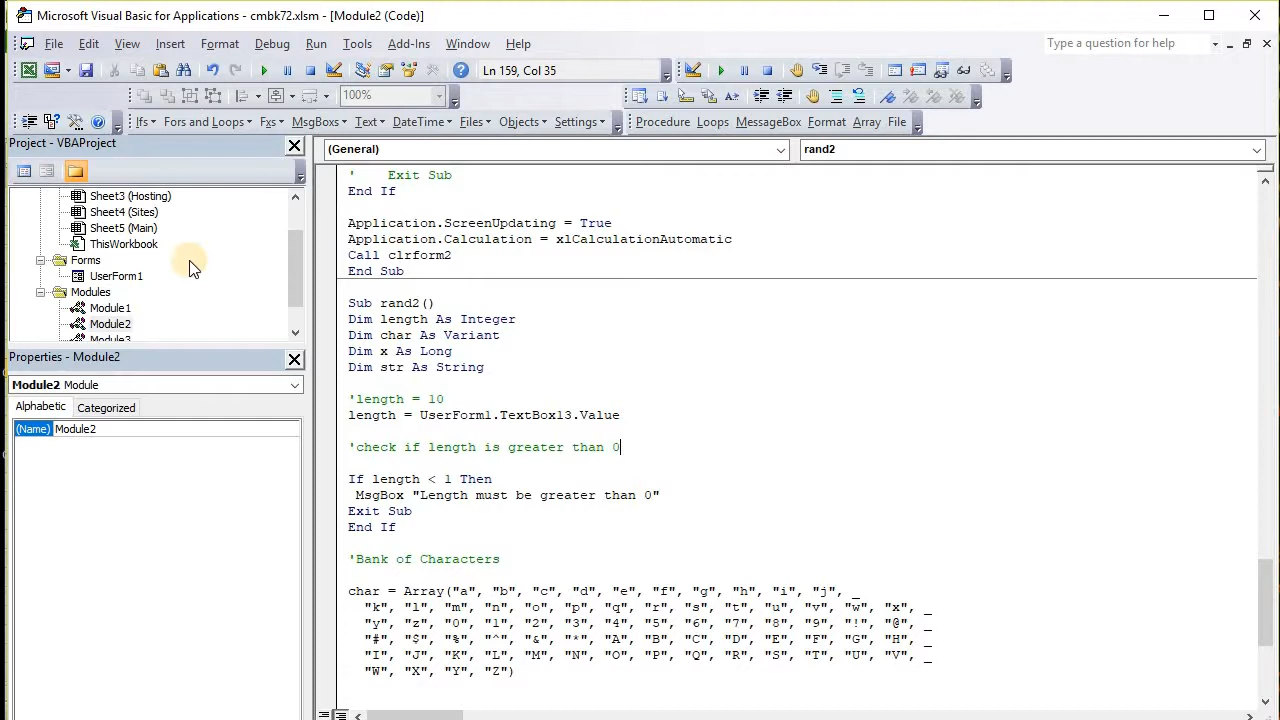 Microsoft Visual Basic for Applications - cmbk72.xlsm - [Module2 (Code)]
File Edit View Insert Format Debug Run Tools Add-Ins Window Help
Type a question for help
Ln 159, Col 35
100%
Ifs Fors and Loops Fxs MsgBoxs Text DateTime Files Objects Settings
Procedure Loops MessageBox Format Array File
Project - VBAProject
Sheet3 (Hosting)
Sheet4 (Sites)
Sheet5 (Main)
ThisWorkbook
Forms
UserForm1
Modules
Module1
Module2
Module3
Properties - Module2
Module2 Module
Alphabetic Categorized
(Name) Module2
(General) rand2
'    Exit Sub
End If
Application.ScreenUpdating = True
Application.Calculation = xlCalculationAutomatic
Call clrform2
End Sub
Sub rand2()
Dim length As Integer
Dim char As Variant
Dim x As Long
Dim str As String
'length = 10
length = UserForm1.TextBox13.Value
'check if length is greater than 0
If length < 1 Then
MsgBox "Length must be greater than 0"
Exit Sub
End If
'Bank of Characters
char = Array("a", "b", "c", "d", "e", "f", "g", "h", "i", "j", _
"k", "l", "m", "n", "o", "p", "q", "r", "s", "t", "u", "v", "w", "x", _
"y", "z", "0", "1", "2", "3", "4", "5", "6", "7", "8", "9", "!", "@", _
"#", "$", "%", "^", "&", "*", "A", "B", "C", "D", "E", "F", "G", "H", _
"I", "J", "K", "L", "M", "N", "O", "P", "Q", "R", "S", "T", "U", "V", _
"W", "X", "Y", "Z")